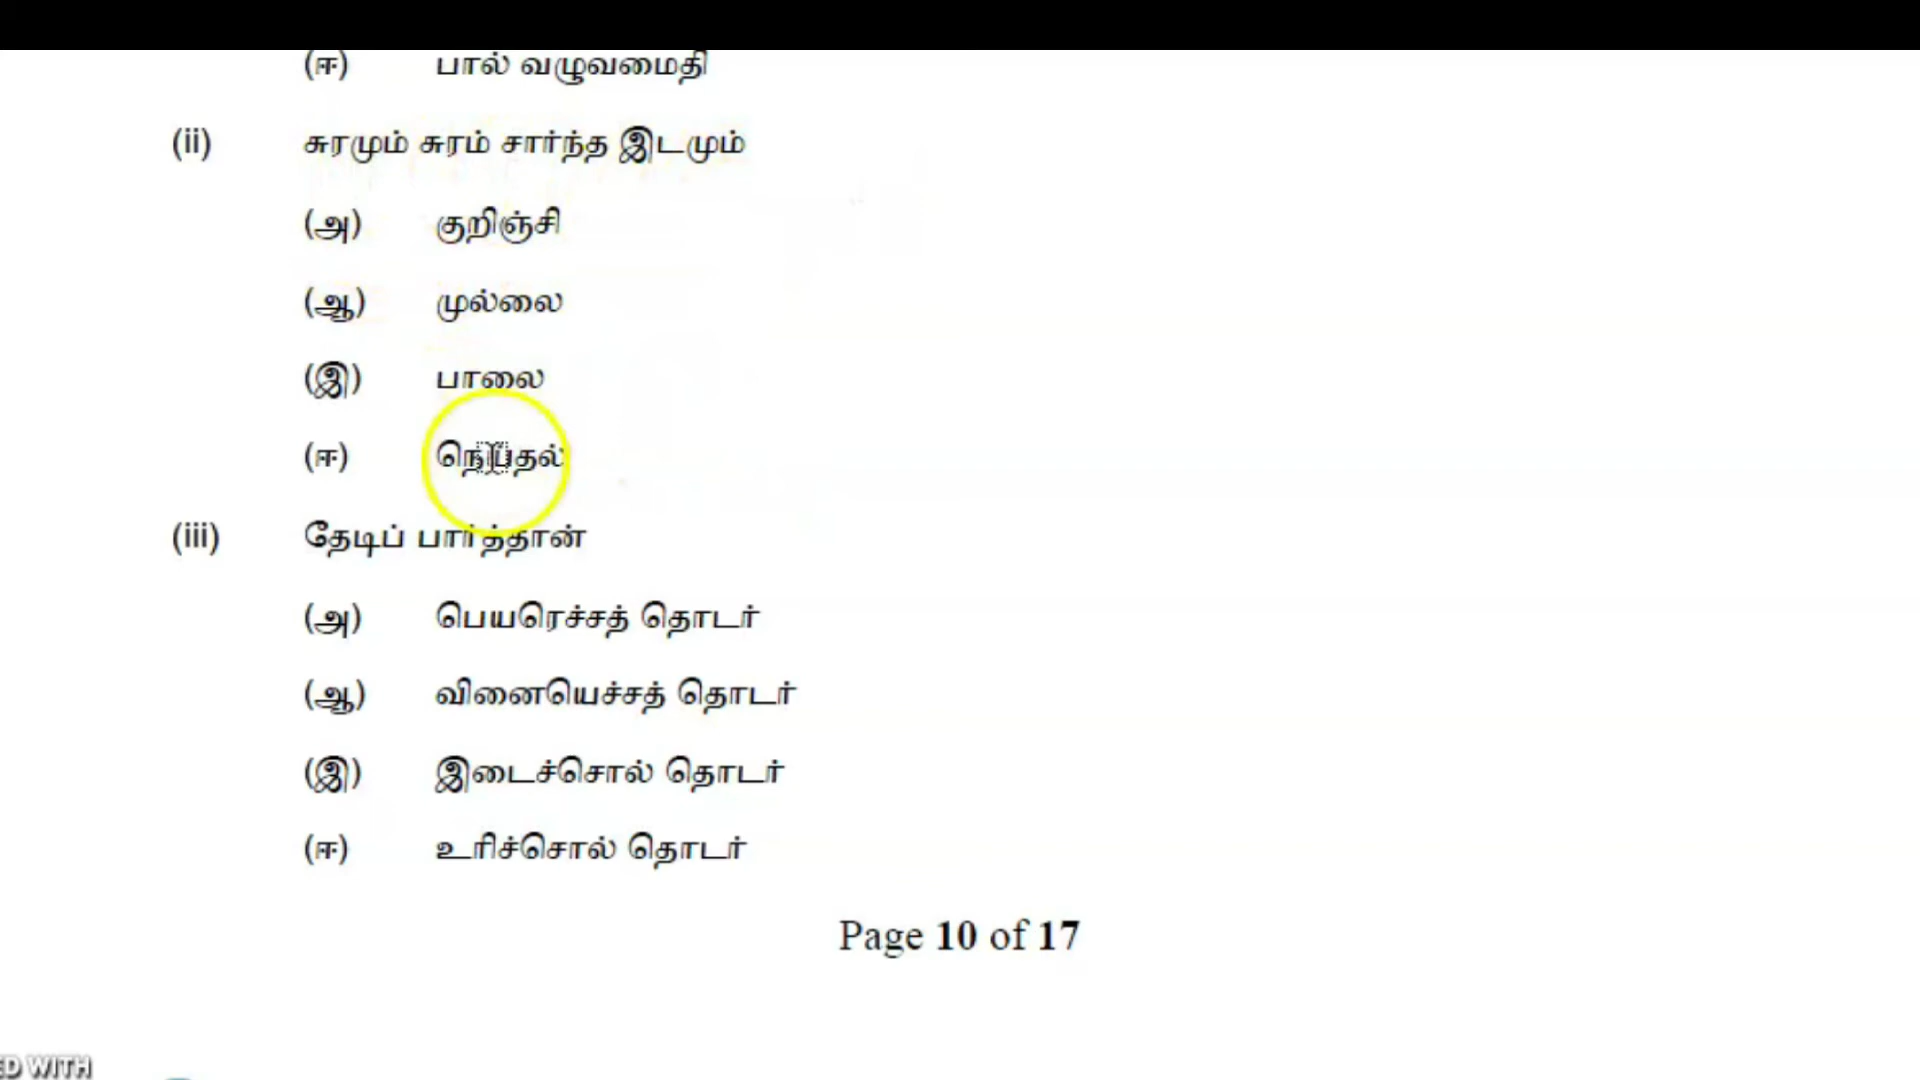 (ஈ) பால் வழுவமைதி
(ii) சுரமும் சுரம் சார்ந்த இடமும்
(அ) குறிஞ்சி
(ஆ) முல்லை
(இ) பாலை
(ஈ) நெய்தல்
(iii) தேடிப் பார்த்தான்
(அ) பெயரெச்சத் தொடர்
(ஆ) வினையெச்சத் தொடர்
(இ) இடைச்சொல் தொடர்
(ஈ) உரிச்சொல் தொடர்
Page 10 of 17
WITH